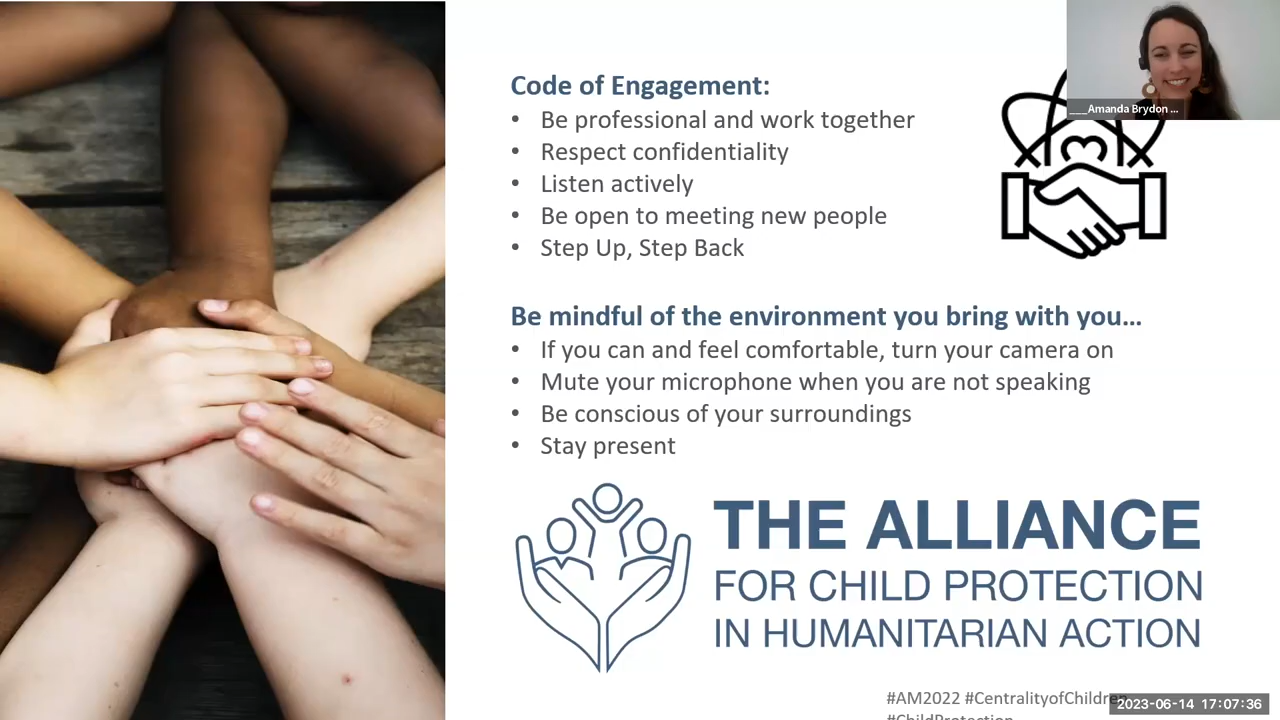 ___Amanda Brydon ...
Code of Engagement:
• Be professional and work together
• Respect confidentiality
• Listen actively
• Be open to meeting new people
• Step Up, Step Back
Be mindful of the environment you bring with you…
• If you can and feel comfortable, turn your camera on
• Mute your microphone when you are not speaking
• Be conscious of your surroundings
• Stay present
THE ALLIANCE
FOR CHILD PROTECTION
IN HUMANITARIAN ACTION
#AM2022 #CentralityofChildren
#ChildProtection
2023-06-14 17:07:36